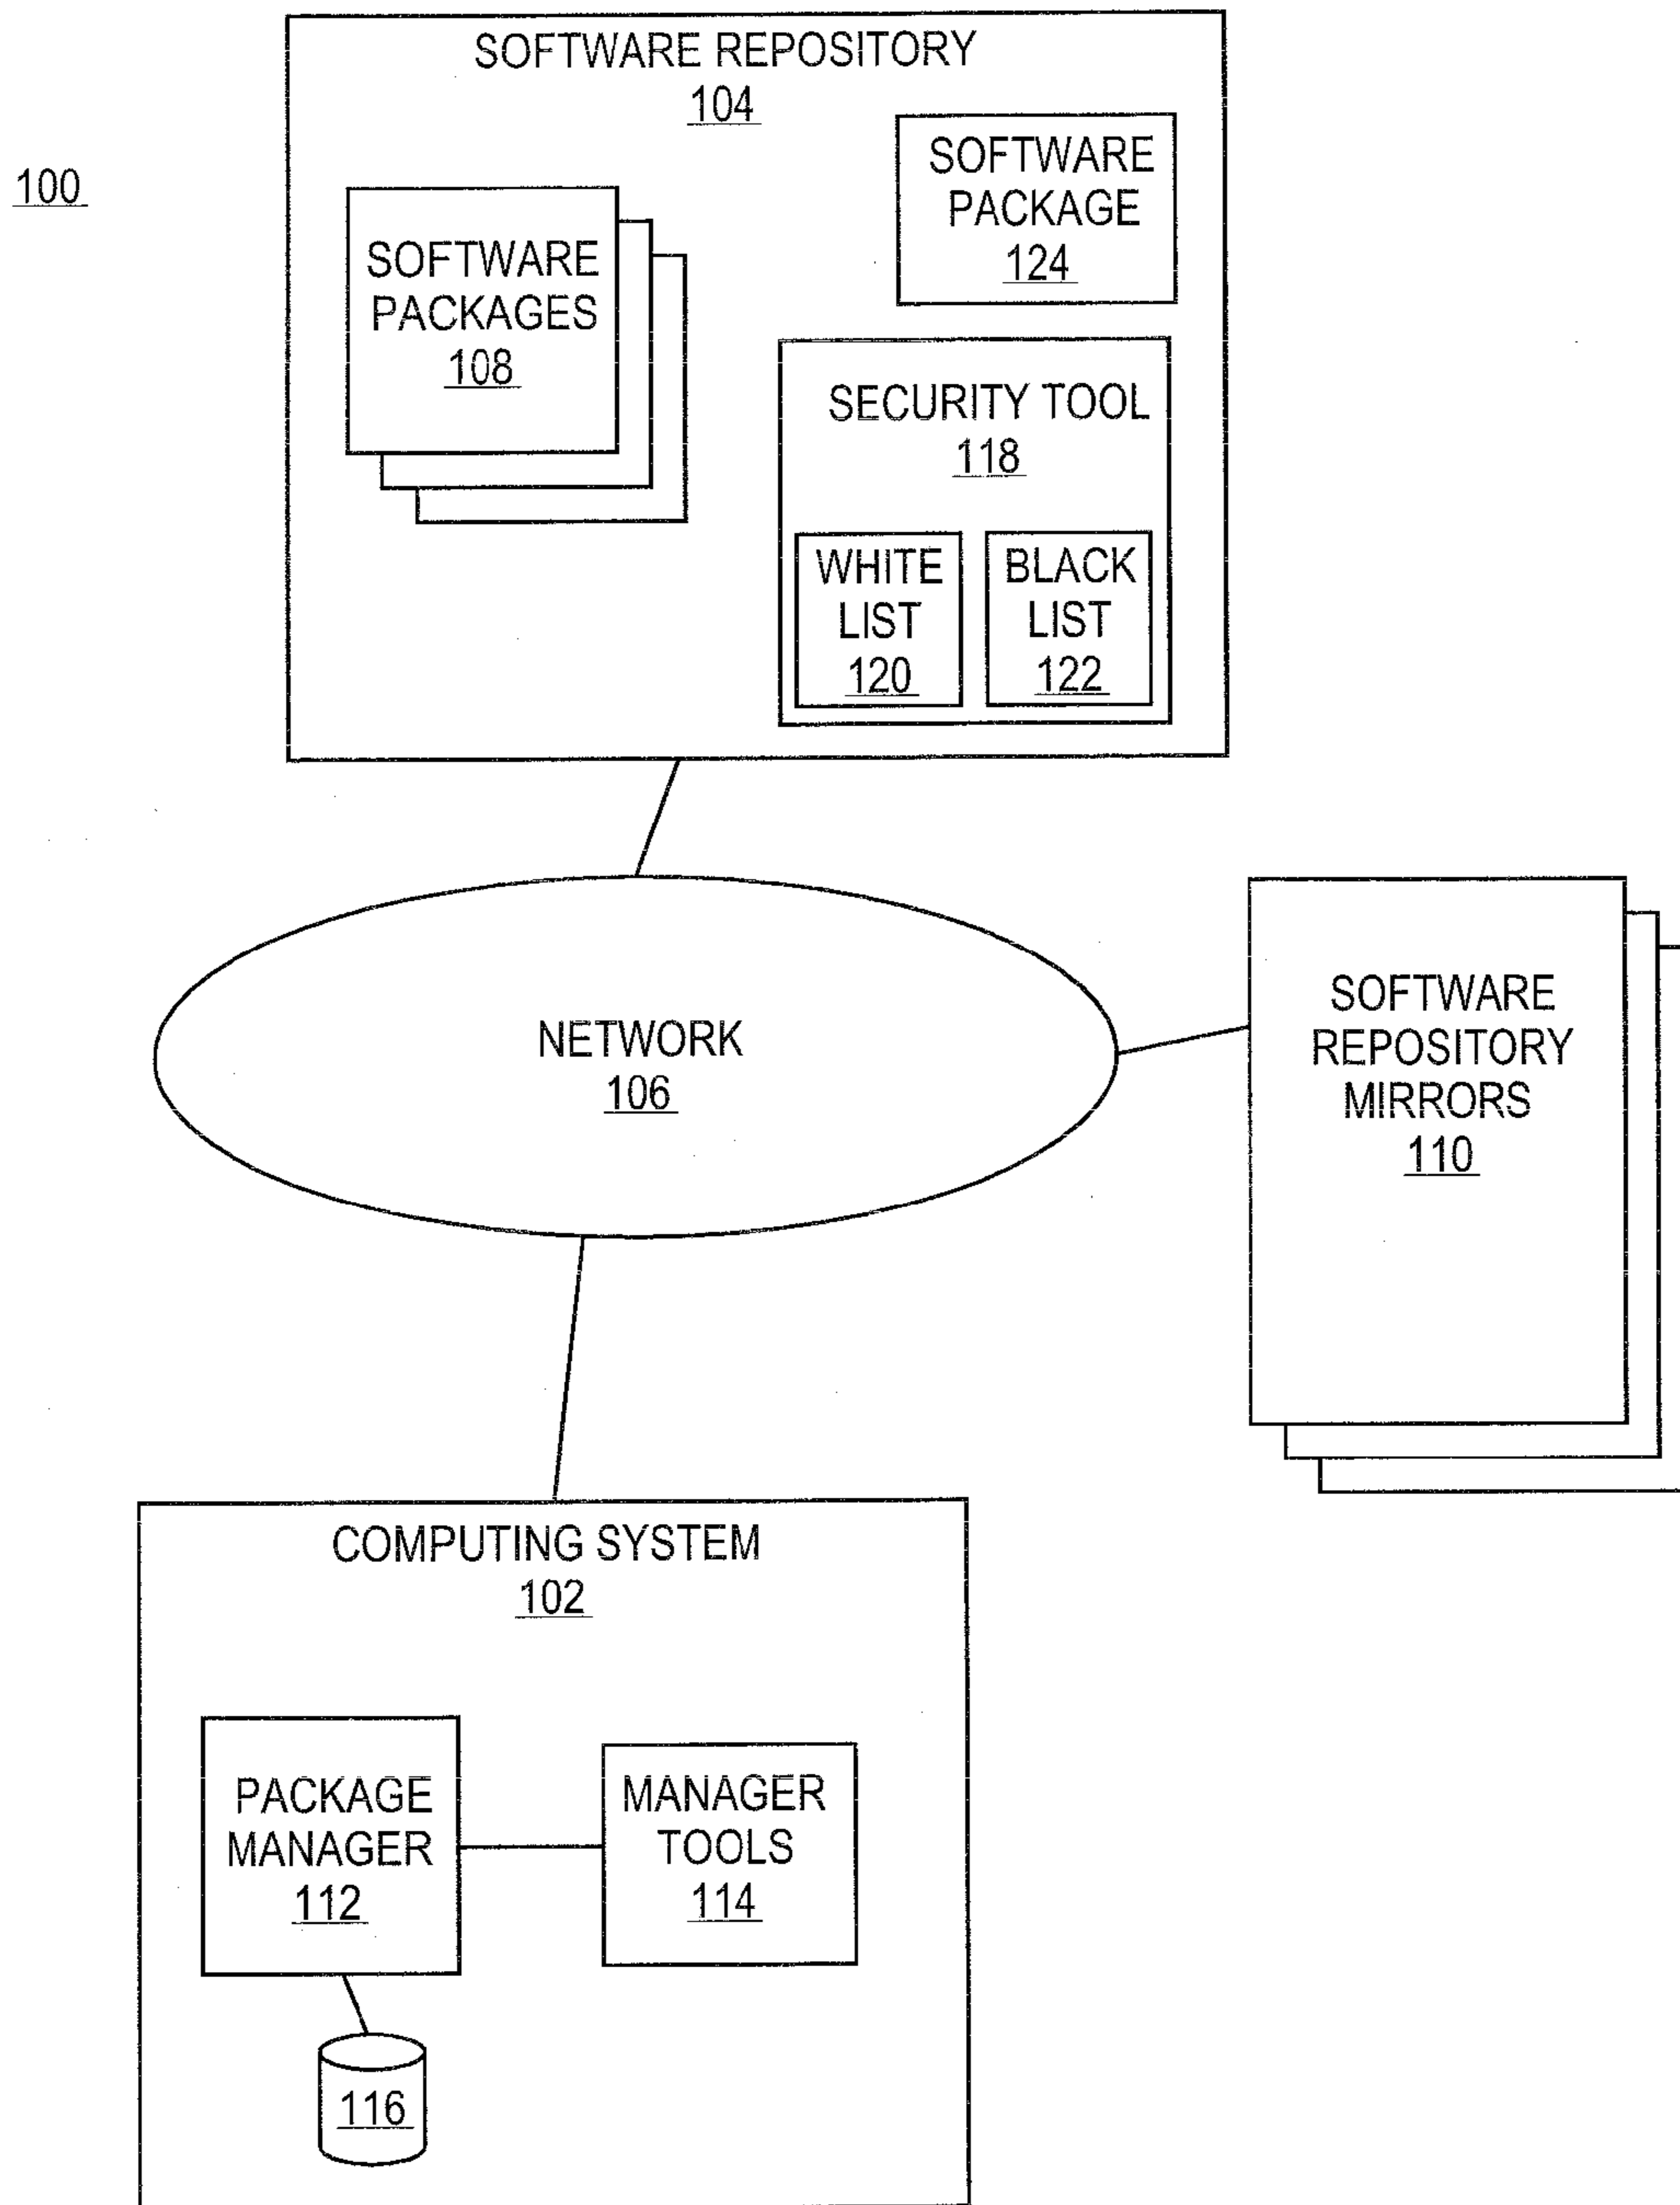 SOFTWARE REPOSITORY
104
100
SOFTWARE
PACKAGES
108
SOFTWARE
PACKAGE
124
SECURITY TOOL
118
WHITE
LIST
120
BLACK
LIST
122
NETWORK
106
SOFTWARE
REPOSITORY
MIRRORS
110
COMPUTING SYSTEM
102
PACKAGE
MANAGER
112
MANAGER
TOOLS
114
116